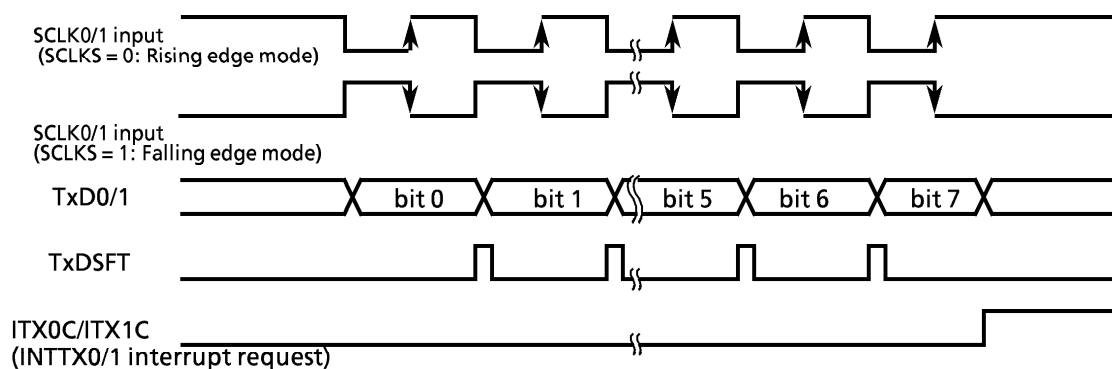 SCLK0/1 input
(SCLKS = 0: Rising edge mode)
SCLK0/1 input
(SCLKS = 1: Falling edge mode)
TxD0/1
bit 0
bit 1
bit 5
bit 6
bit 7
TxDSFT
ITX0C/ITX1C
(INTTX0/1 interrupt request)